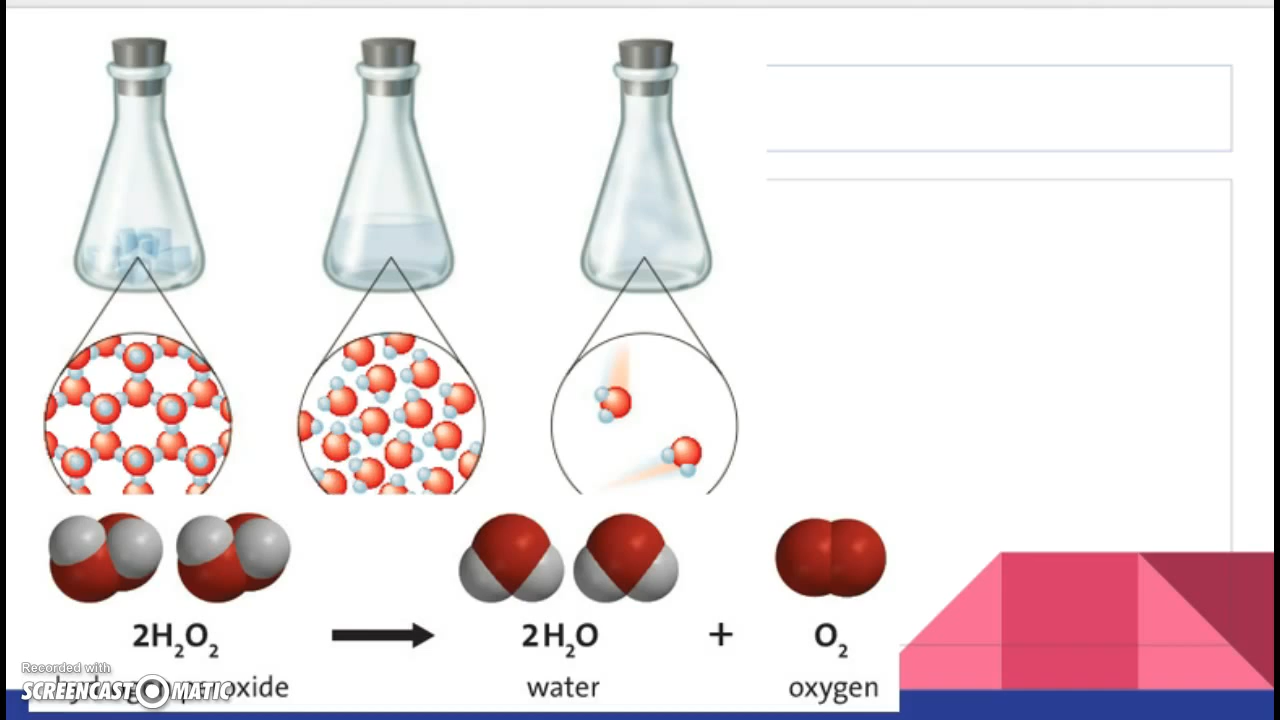 2H₂O₂ 2H₂O + O₂
Recorded with
SCREENCAST MATIC
water oxygen